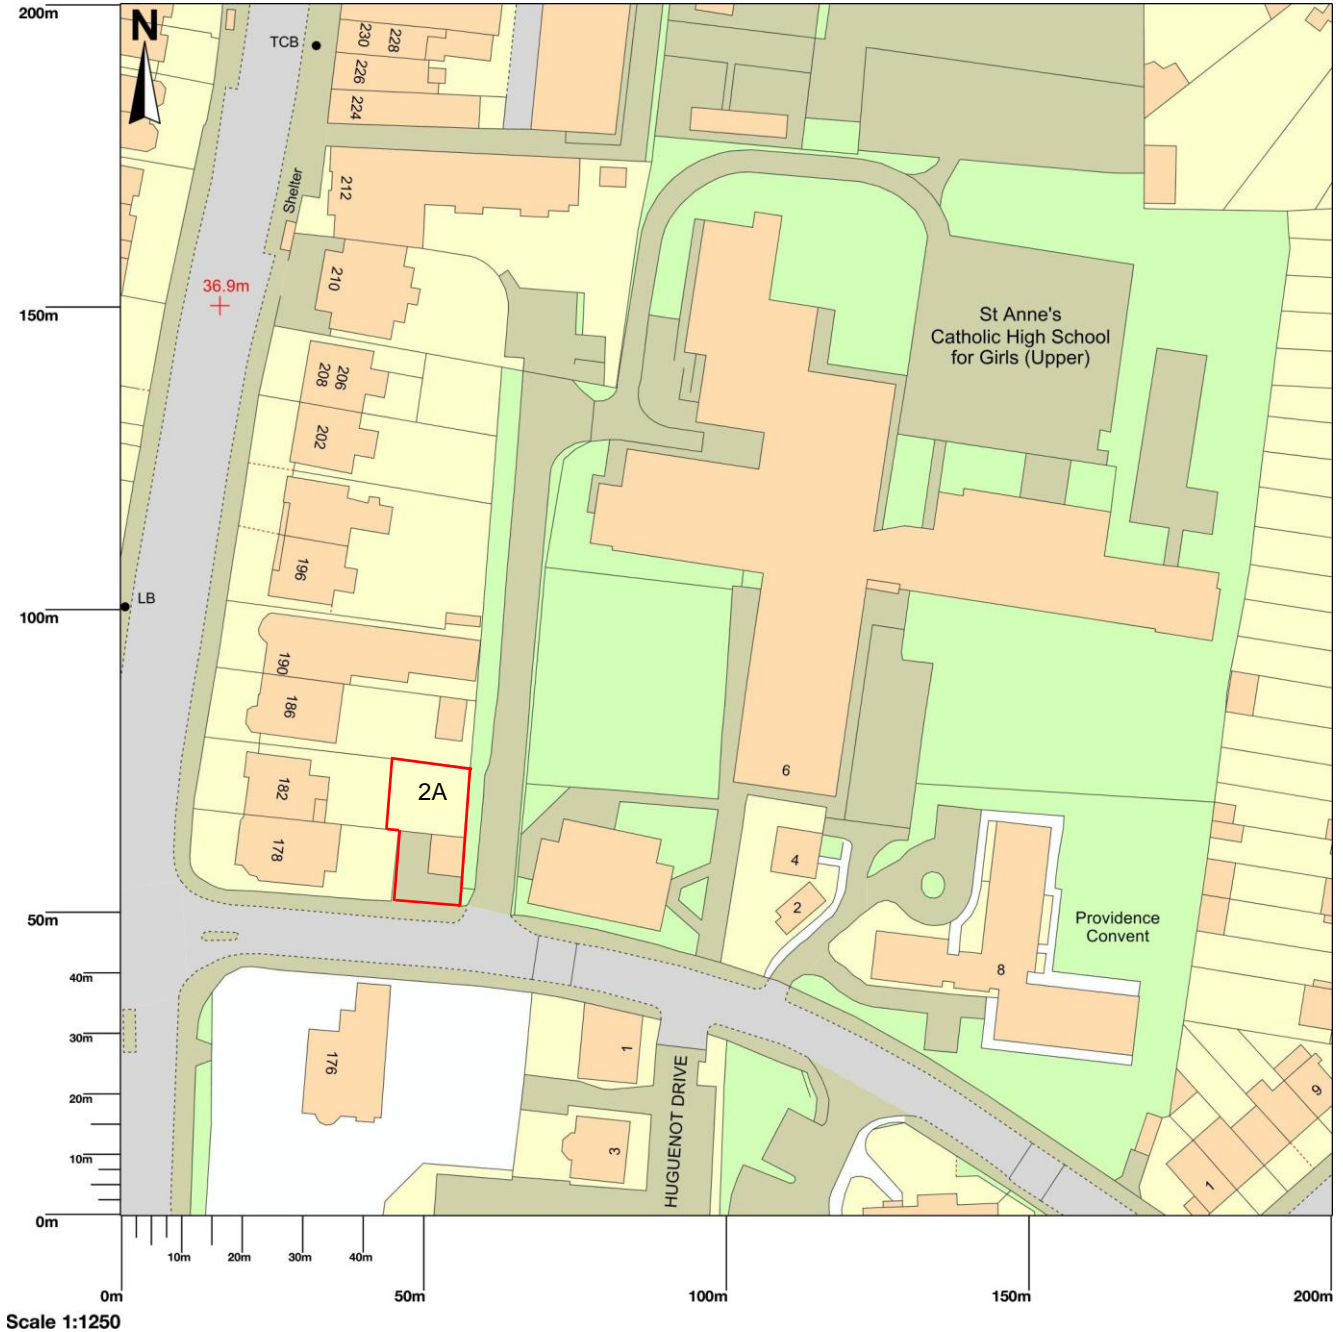 200m
N
TCB
230
228
226
224
Shelter
212
210
36.9m
150m
St Anne's
Catholic High School
for Girls (Upper)
206
208
202
196
LB
100m
190
186
182
2A
6
178
4
2
50m
Providence
Convent
40m
8
30m
176
1
HUGUENOT DRIVE
20m
9
10m
3
1
0m
10m
20m
30m
40m
0m
50m
100m
150m
200m
Scale 1:1250